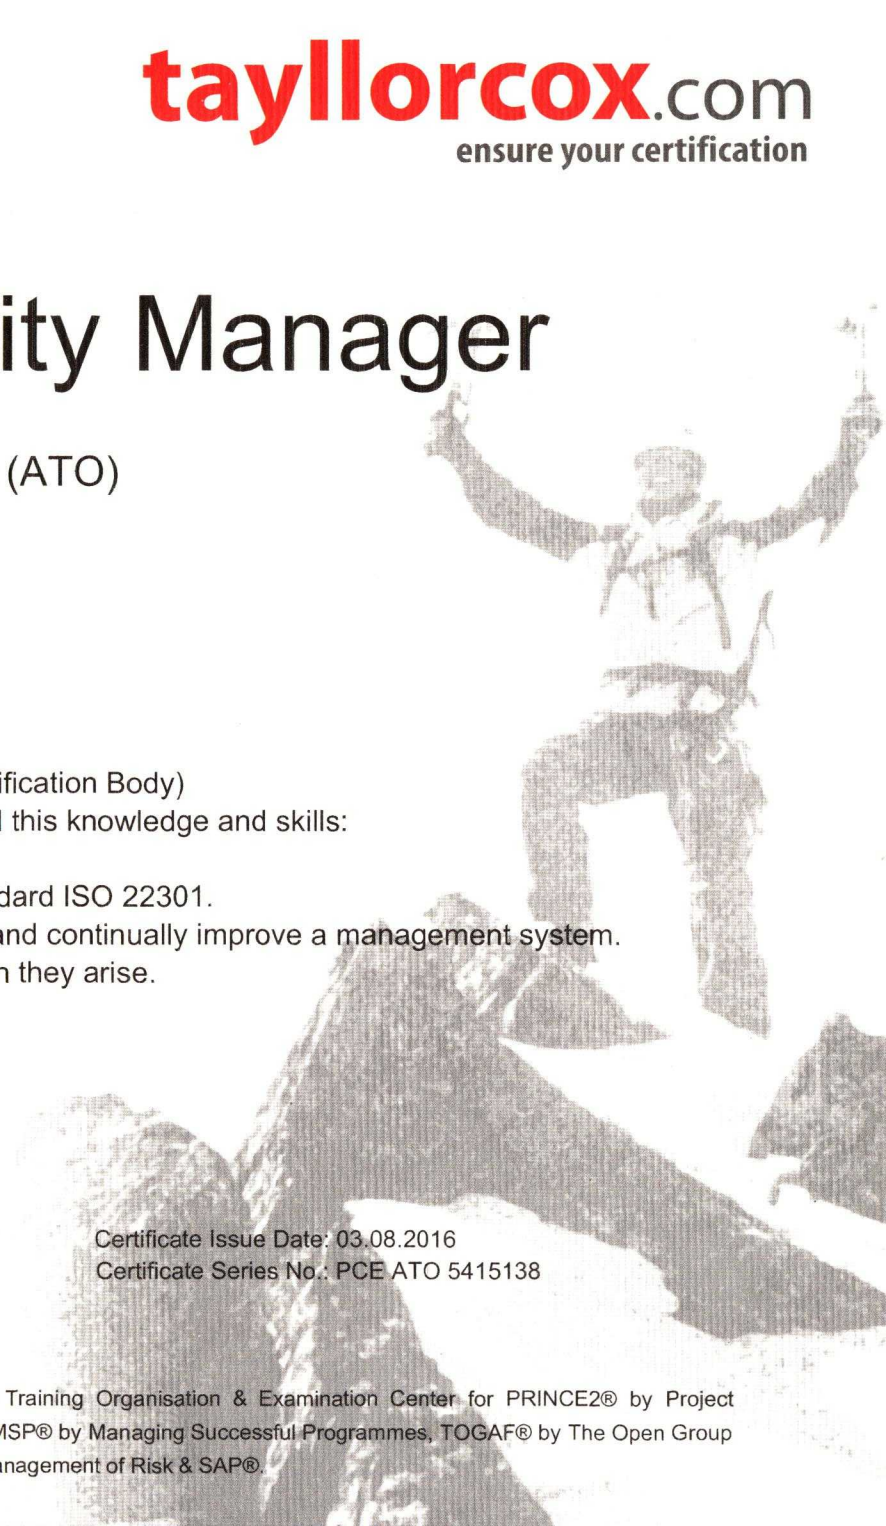 tayllorcox.com
ensure your certification
ity Manager
(ATO)
ification Body)
this knowledge and skills:
dard ISO 22301.
and continually improve a management system.
n they arise.
Certificate Issue Date: 03.08.2016
Certificate Series No.: PCE ATO 5415138
Training Organisation & Examination Center for PRINCE2® by Project
MSP® by Managing Successful Programmes, TOGAF® by The Open Group
anagement of Risk & SAP®.